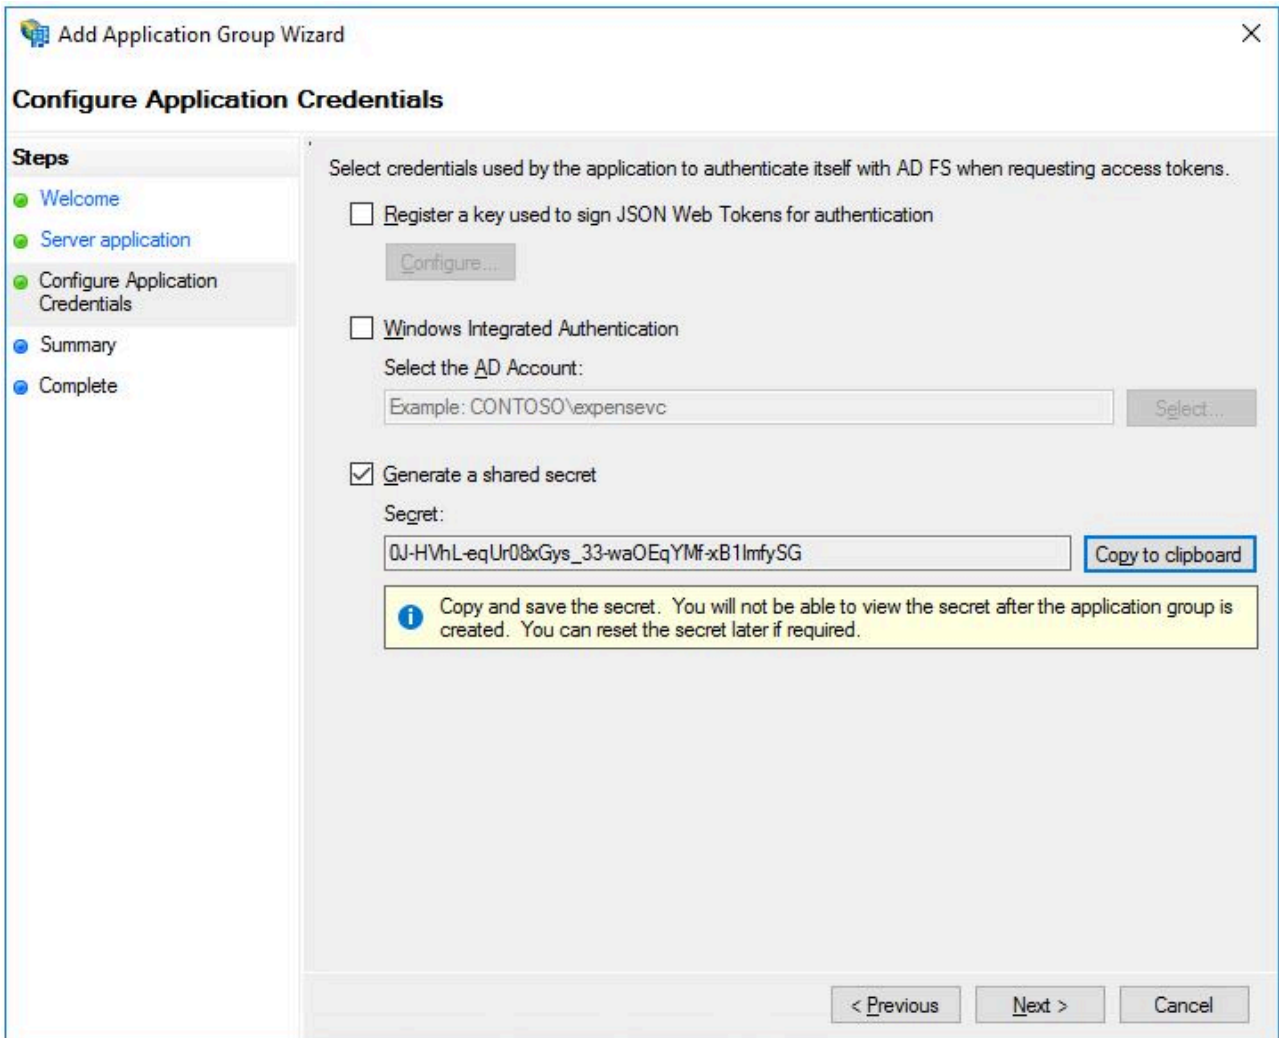 Add Application Group Wizard
Configure Application Credentials
Steps
Welcome
Server application
Configure Application
Credentials
Summary
Complete
Select credentials used by the application to authenticate itself with AD FS when requesting access tokens.
Register a key used to sign JSON Web Tokens for authentication
Configure...
Windows Integrated Authentication
Select the AD Account:
Example: CONTOSO\expensevc
Select...
Generate a shared secret
Secret:
0J-HVhL-eqUr08xGys_33-waOEqYMf-xB1ImfySG
Copy to clipboard
Copy and save the secret.  You will not be able to view the secret after the application group is
created.  You can reset the secret later if required.
< Previous
Next >
Cancel